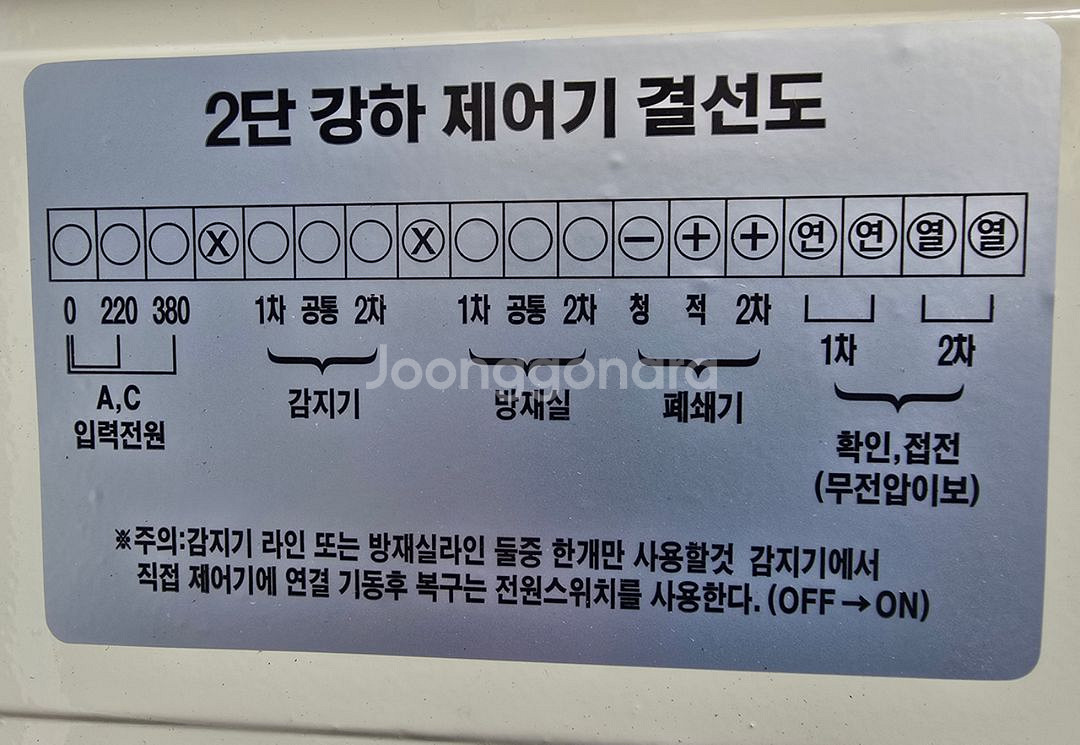 2단 강하 제어기 결선도
○ ○ ○ Ⓧ ○ ○ ○ Ⓧ ○ ○ ○ ⊖ ⊕ ⊕ 연 연 열 열
0 220 380 1차 공통 2차 1차 공통 2차 청 적 2차
1차 2차
A,C 감지기 방재실 폐쇄기
입력전원
확인,접전
(무전압이보)
Joonggonara
※주의:감지기 라인 또는 방재실라인 둘중 한개만 사용할것 감지기에서
직접 제어기에 연결 기동후 복구는 전원스위치를 사용한다.(OFF→ON)